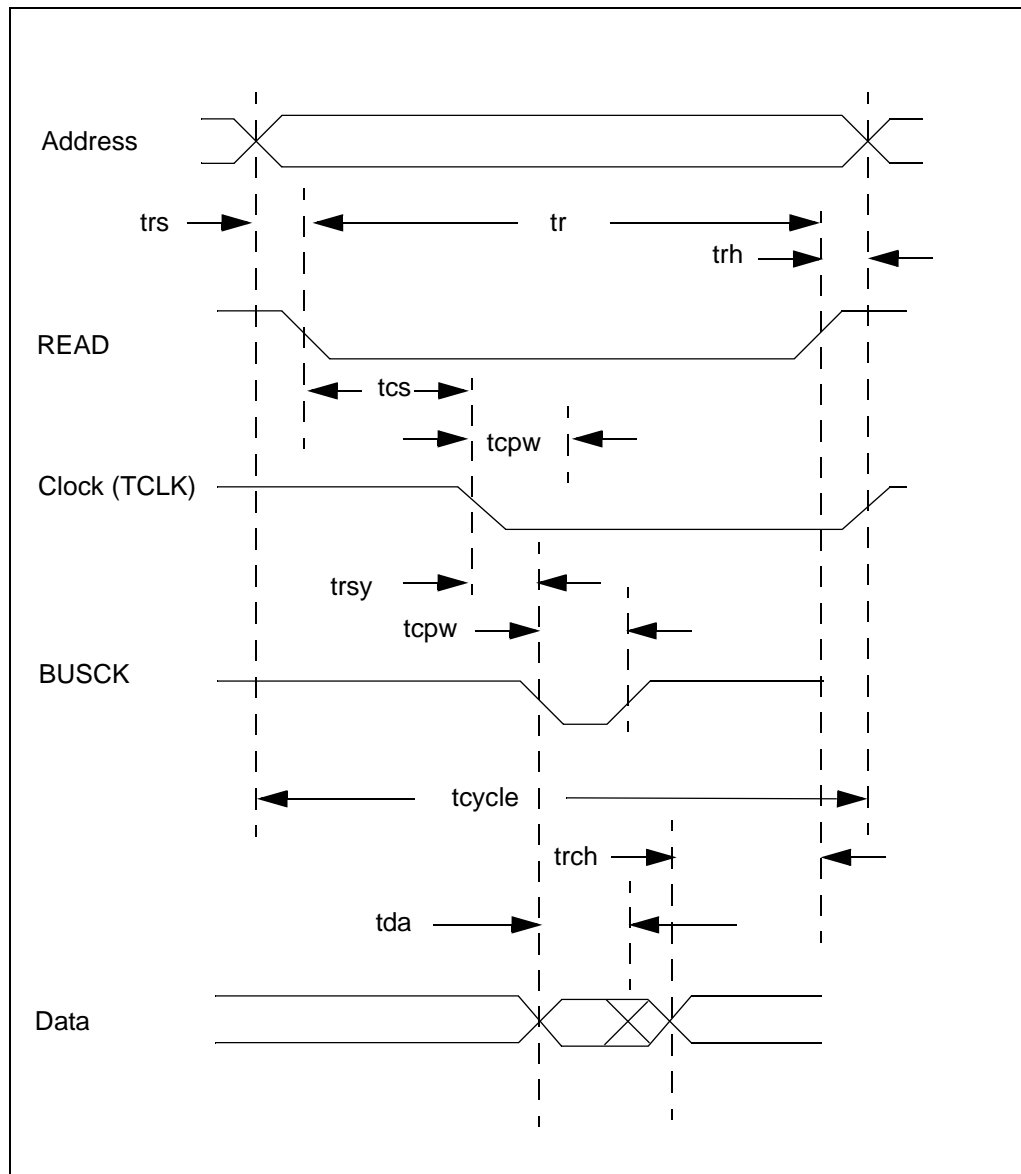 Address
trs
tr
trh
READ
tcs
tcpw
Clock (TCLK)
trsy
tcpw
BUSCK
tcycle
trch
tda
Data